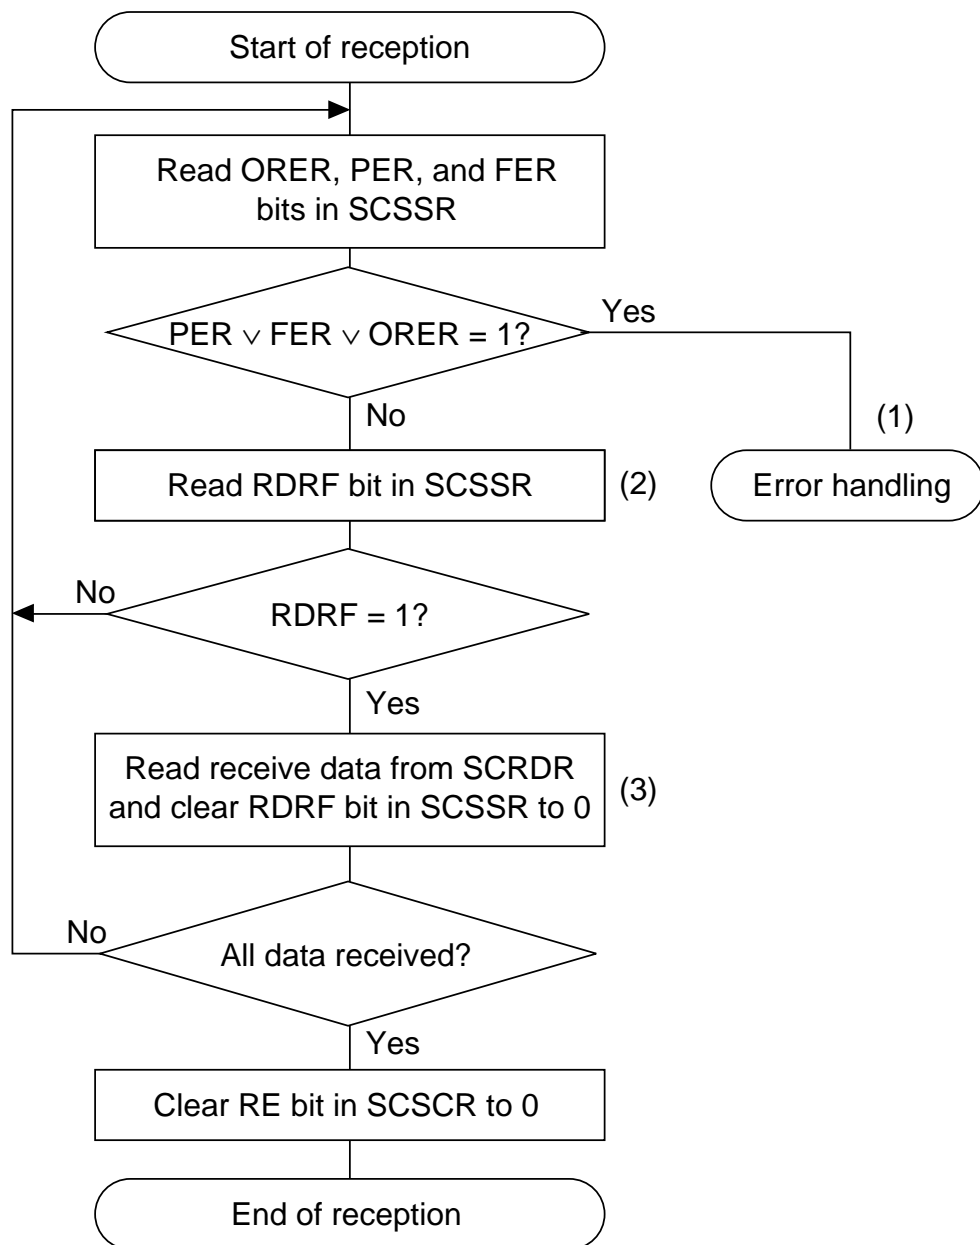 Start of reception
Read ORER, PER, and FER
bits in SCSSR
PER ∨ FER ∨ ORER = 1?
Yes
No
(1)
Error handling
Read RDRF bit in SCSSR
(2)
No
RDRF = 1?
Yes
Read receive data from SCRDR
and clear RDRF bit in SCSSR to 0
(3)
No
All data received?
Yes
Clear RE bit in SCSCR to 0
End of reception